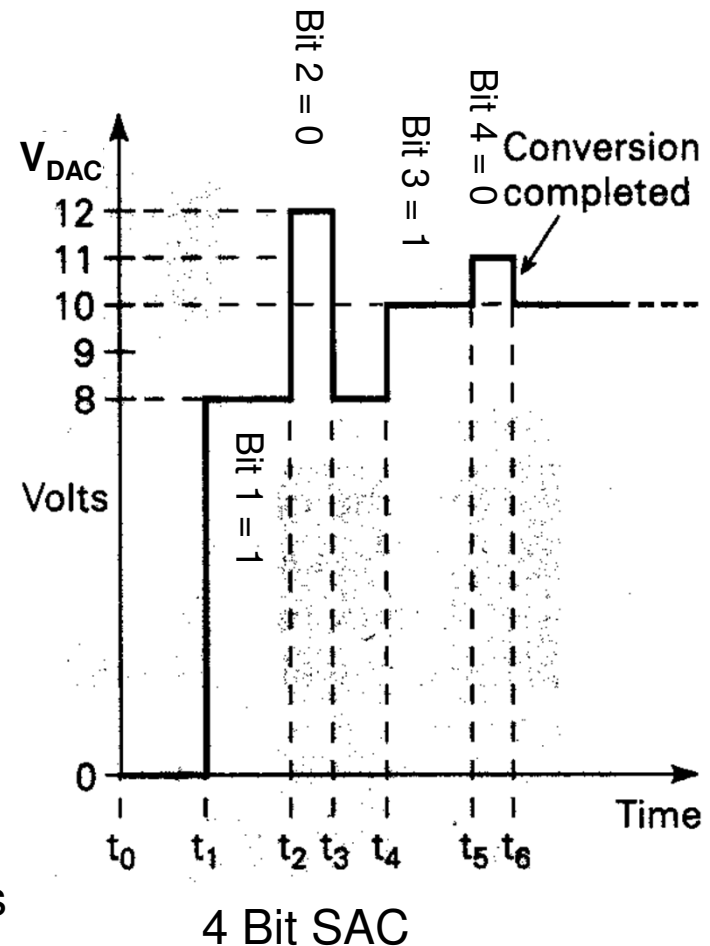 Bit 2 = 0
Bit 4 = 0
Bit 3 = 1
Conversion
completed
VDAC
12
11
10
9
8
Bit 1 = 1
Volts
0
Time
t0 t1 t2 t3 t4 t5 t6
s
4 Bit SAC